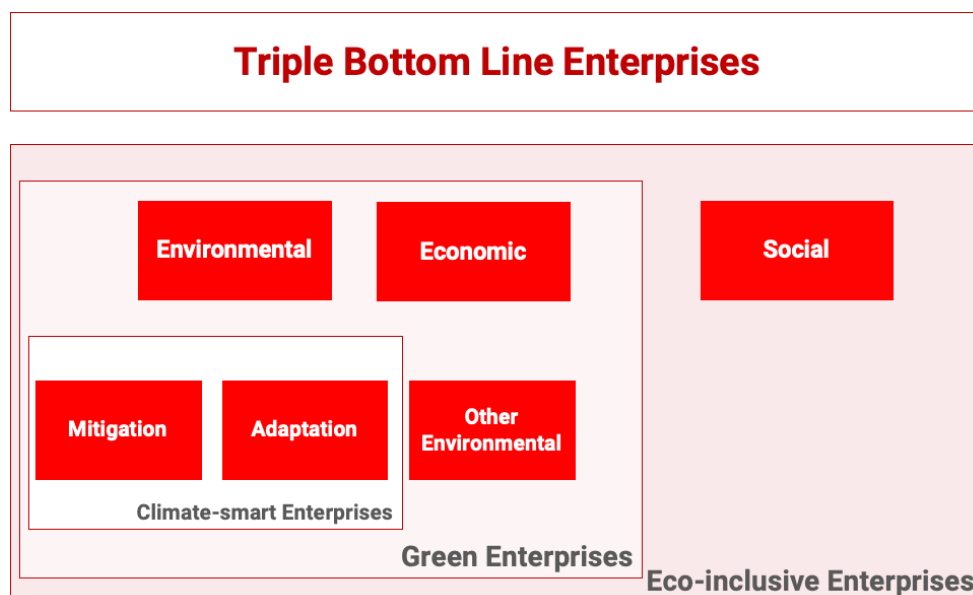 Triple Bottom Line Enterprises
Environmental
Economic
Social
Mitigation
Adaptation
Other
Environmental
Climate-smart Enterprises
Green Enterprises
Eco-inclusive Enterprises